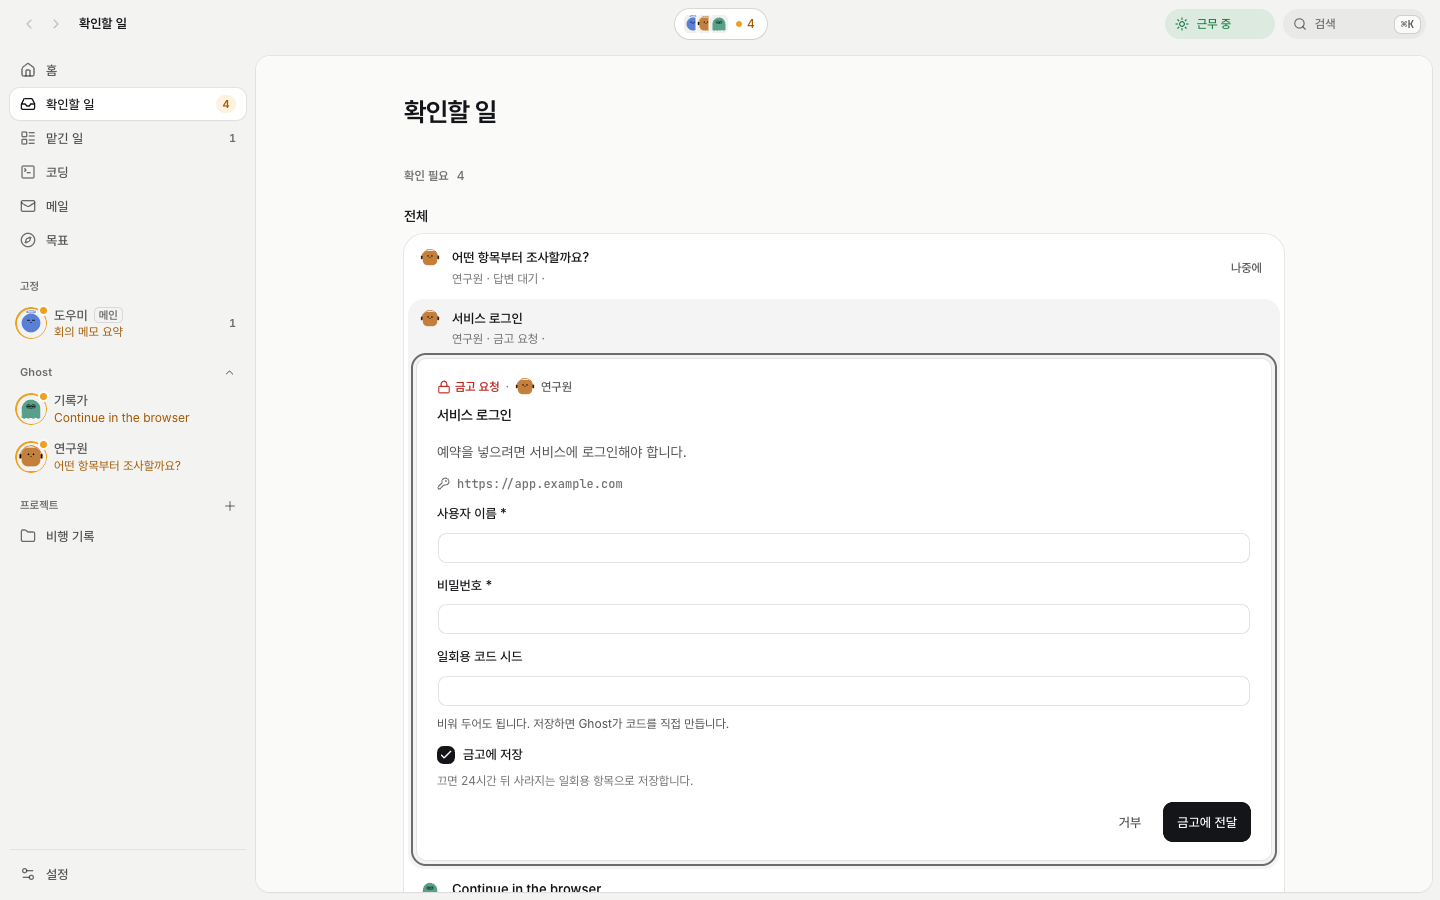 확인할 일
4
근무 중
검색
⌘K
홈
확인할 일
4
맡긴 일
1
코딩
메일
목표
고정
도우미 메인
회의 메모 요약
1
Ghost
기록가
Continue in the browser
연구원
어떤 항목부터 조사할까요?
프로젝트
비행 기록
설정
확인할 일
확인 필요 4
전체
어떤 항목부터 조사할까요?
연구원 · 답변 대기 ·
나중에
서비스 로그인
연구원 · 금고 요청 ·
금고 요청 · 연구원
서비스 로그인
예약을 넣으려면 서비스에 로그인해야 합니다.
https://app.example.com
사용자 이름 *
비밀번호 *
일회용 코드 시드
비워 두어도 됩니다. 저장하면 Ghost가 코드를 직접 만듭니다.
금고에 저장
끄면 24시간 뒤 사라지는 일회용 항목으로 저장합니다.
거부
금고에 전달
Continue in the browser